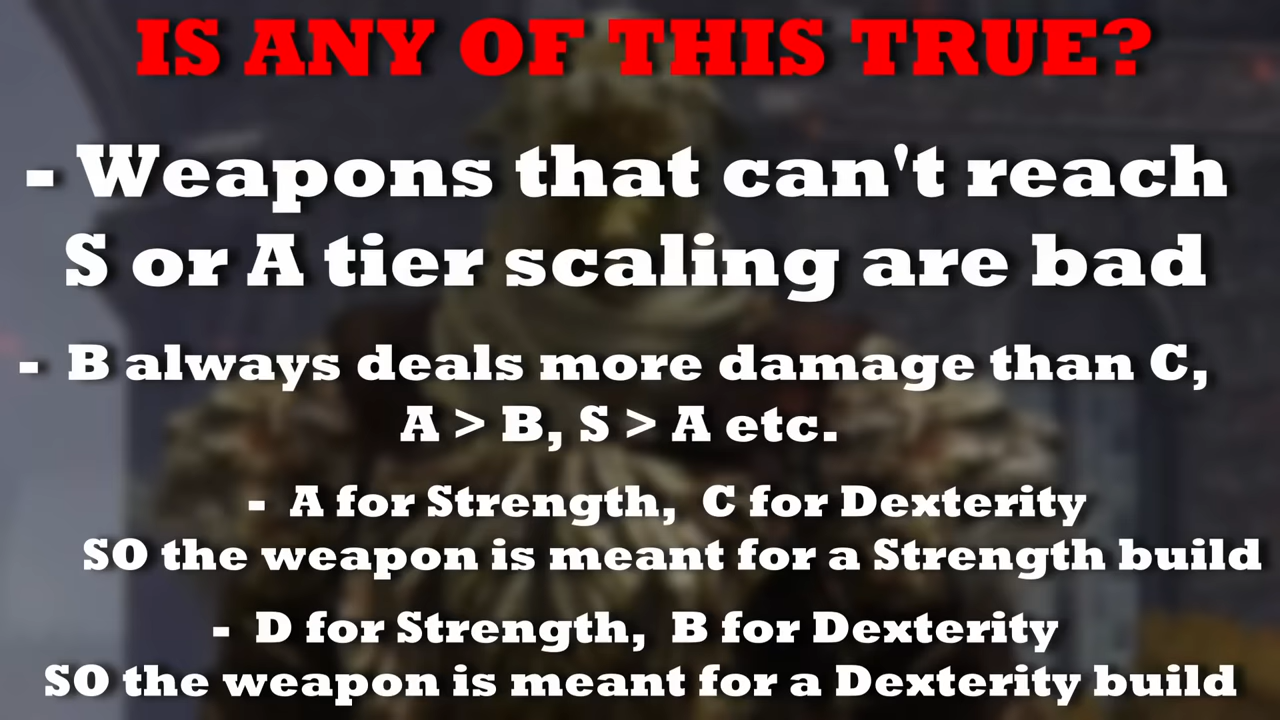 IS ANY OF THIS TRUE?
- Weapons that can't reach
S or A tier scaling are bad
- B always deals more damage than C,
A > B, S > A etc.
- A for Strength, C for Dexterity
SO the weapon is meant for a Strength build
- D for Strength, B for Dexterity
SO the weapon is meant for a Dexterity build